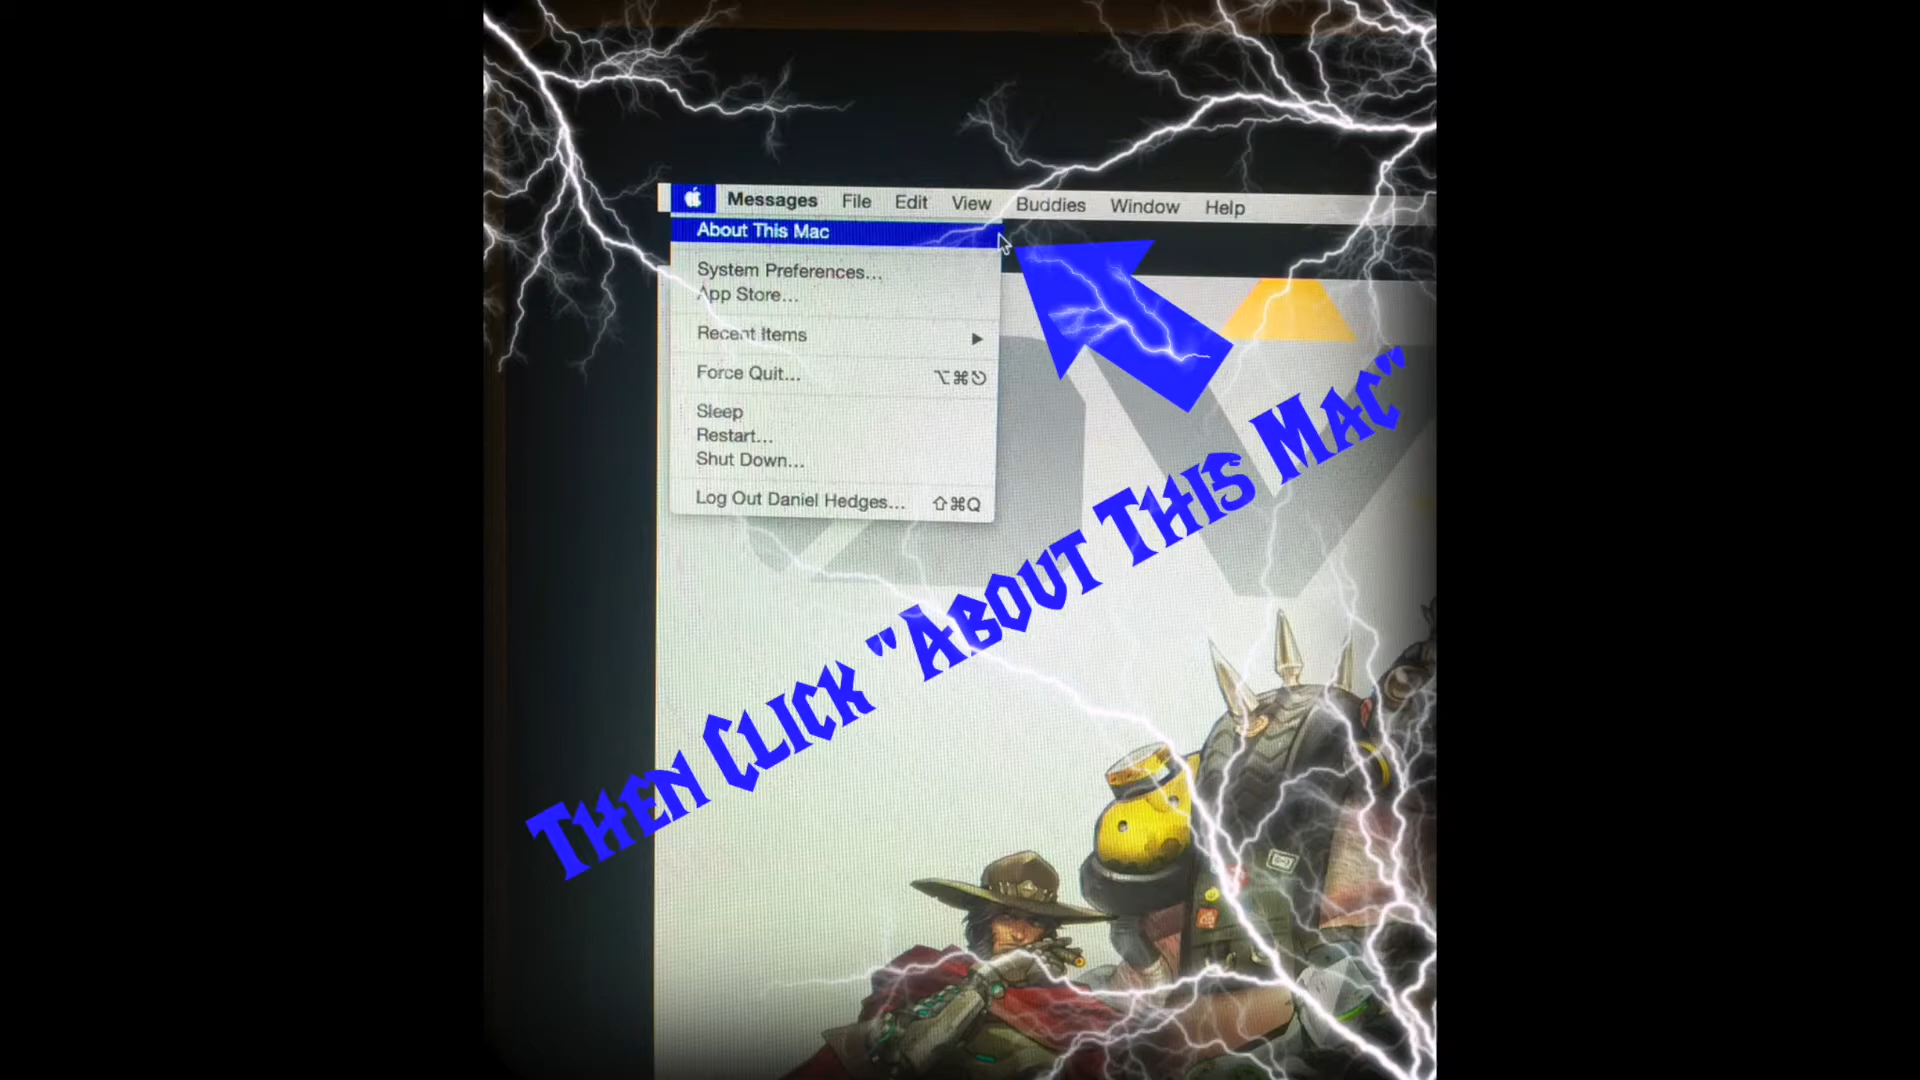 Messages File Edit View Buddies Window Help
About This Mac
System Preferences...
App Store...
Recent Items ▶
Force Quit... ⌥⌘⎋
Sleep
Restart...
Shut Down...
Log Out Daniel Hedges... ⇧⌘Q
Then Click "About This Mac"